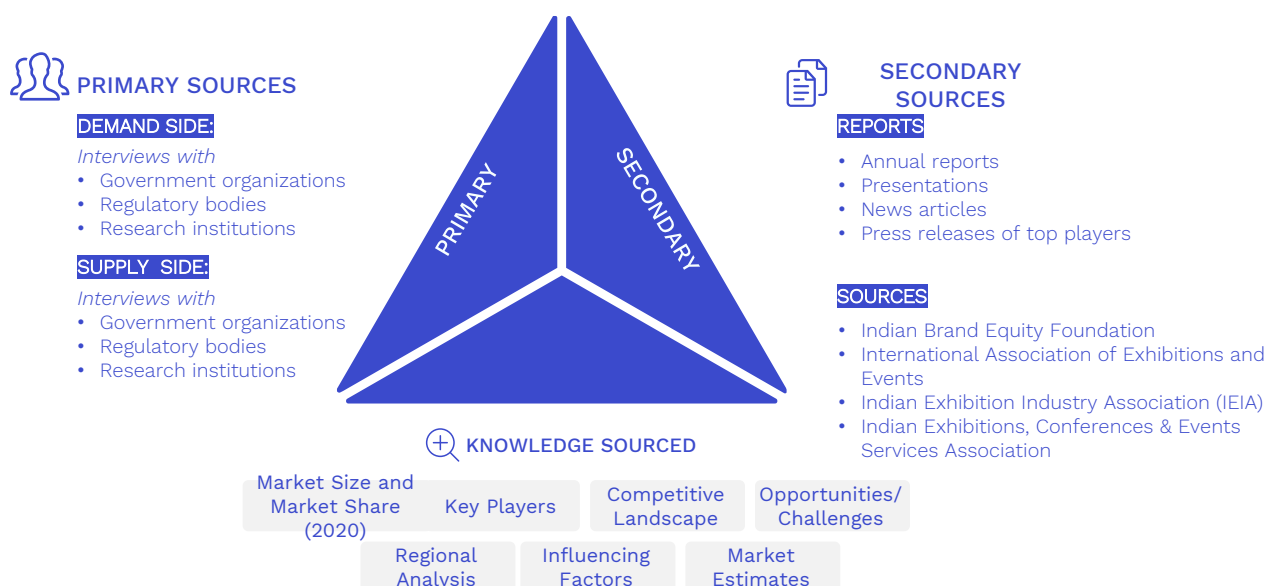 PRIMARY SOURCES
DEMAND SIDE:
Interviews with
• Government organizations
• Regulatory bodies
• Research institutions
SUPPLY SIDE:
Interviews with
• Government organizations
• Regulatory bodies
• Research institutions
PRIMARY
SECONDARY
SECONDARY
SOURCES
REPORTS
• Annual reports
• Presentations
• News articles
• Press releases of top players
SOURCES
• Indian Brand Equity Foundation
• International Association of Exhibitions and
Events
• Indian Exhibition Industry Association (IEIA)
• Indian Exhibitions, Conferences & Events
Services Association
KNOWLEDGE SOURCED
Market Size and
Market Share
(2020)
Key Players
Competitive
Landscape
Opportunities/
Challenges
Regional
Analysis
Influencing
Factors
Market
Estimates